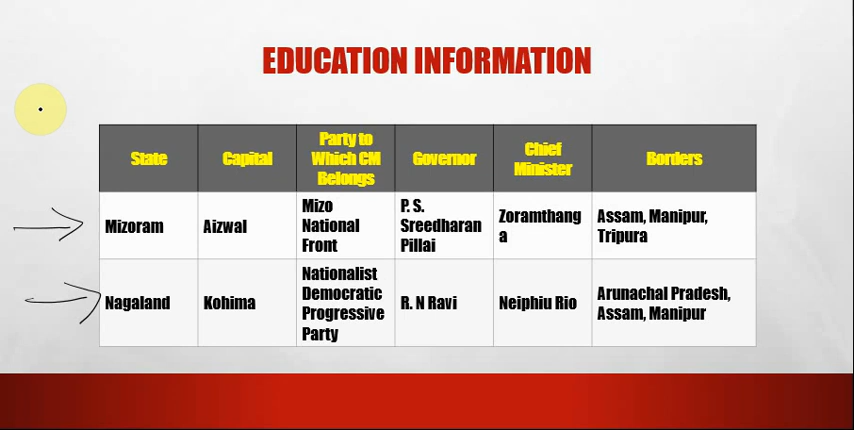 EDUCATION INFORMATION
State
Capital
Party to
Which CM
Belongs
Governor
Chief
Minister
Borders
Mizoram
Aizwal
Mizo
National
Front
P. S.
Sreedharan
Pillai
Zoramthang
a
Assam, Manipur,
Tripura
Nagaland
Kohima
Nationalist
Democratic
Progressive
Party
R. N Ravi
Neiphiu Rio
Arunachal Pradesh,
Assam, Manipur